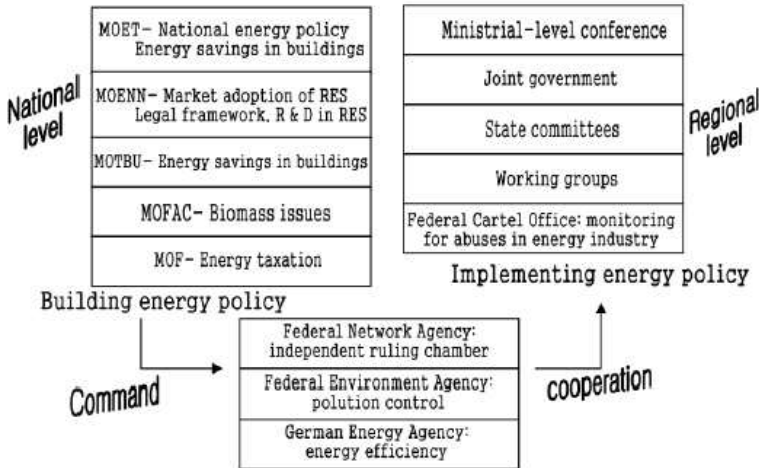 National
level
MOET- National energy policy
Energy savings in buildings
MOENN- Market adoption of RES
Legal framework, R & D in RES
MOTBU- Energy savings in buildings
MOFAC- Biomass issues
MOF- Energy taxation
Building energy policy
Ministrial-level conference
Joint government
State committees
Working groups
Federal Cartel Office: monitoring
for abuses in energy industry
Regional
level
Implementing energy policy
Command
Federal Network Agency:
independent ruling chamber
Federal Environment Agency:
polution control
German Energy Agency:
energy efficiency
cooperation